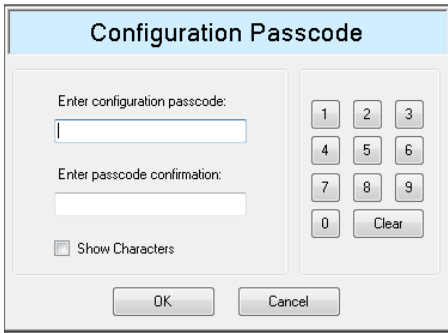 Configuration Passcode
Enter configuration passcode:
1 2 3
4 5 6
Enter passcode confirmation:
7 8 9
0 Clear
Show Characters
OK Cancel